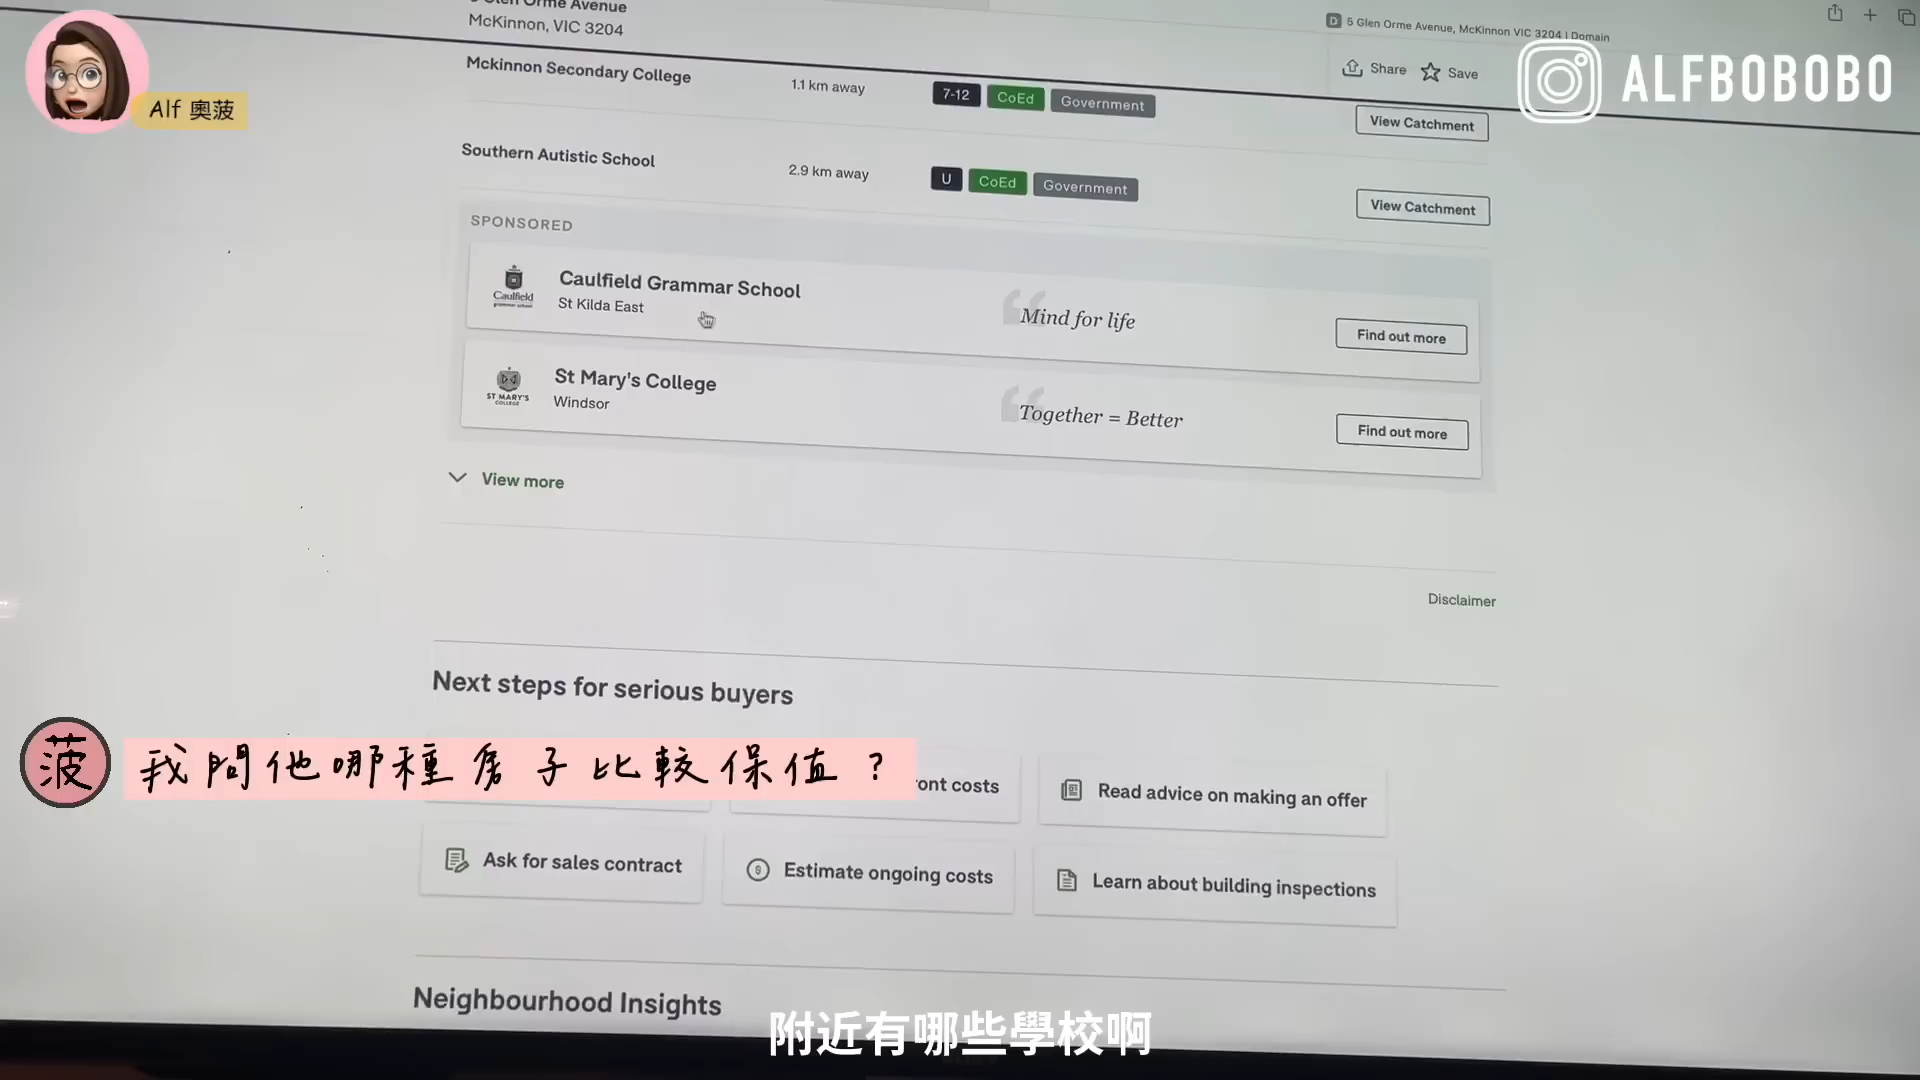 Glen Orme Avenue
McKinnon, VIC 3204
5 Glen Orme Avenue, McKinnon VIC 3204 | Domain
Share
Save
ALFBOBOBO
Alf 奧菠
Mckinnon Secondary College
1.1 km away
7-12
CoEd
Government
View Catchment
Southern Autistic School
2.9 km away
U
CoEd
Government
View Catchment
SPONSORED
Caulfield
Caulfield Grammar School
St Kilda East
Mind for life
Find out more
ST MARY'S
COLLEGE
St Mary's College
Windsor
Together = Better
Find out more
View more
Disclaimer
Next steps for serious buyers
菠
我問他哪種房子比較保值?
ont costs
Read advice on making an offer
Ask for sales contract
Estimate ongoing costs
Learn about building inspections
Neighbourhood Insights
附近有哪些學校啊